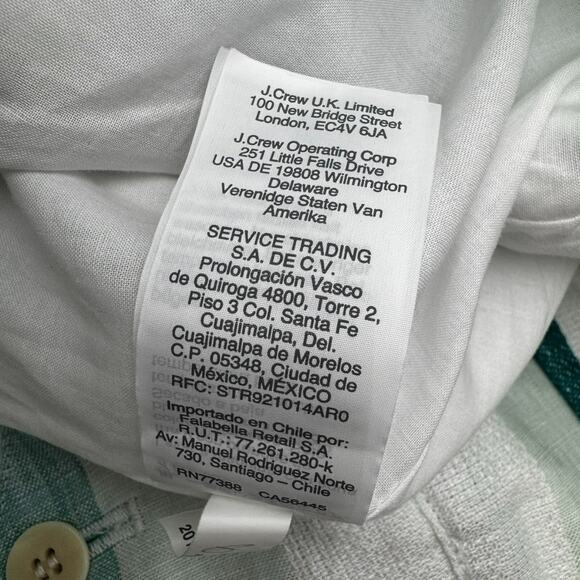 J.Crew U.K. Limited
100 New Bridge Street
London, EC4V 6JA
J.Crew Operating Corp
251 Little Falls Drive
USA DE 19808 Wilmington
Delaware
Verenidge Staten Van
Amerika
SERVICE TRADING
S.A. DE C.V.
Prolongación Vasco
de Quiroga 4800, Torre 2,
Piso 3 Col. Santa Fe
Cuajimalpa, Del.
Cuajimalpa de Morelos
C.P. 05348, Ciudad de
México, MÉXICO
RFC: STR921014AR0
Importado en Chile por:
Falabella Retail S.A.
R.U.T.: 77.261.280-k
Av: Manuel Rodriguez Norte
730, Santiago – Chile
RN77388 CA56445
20